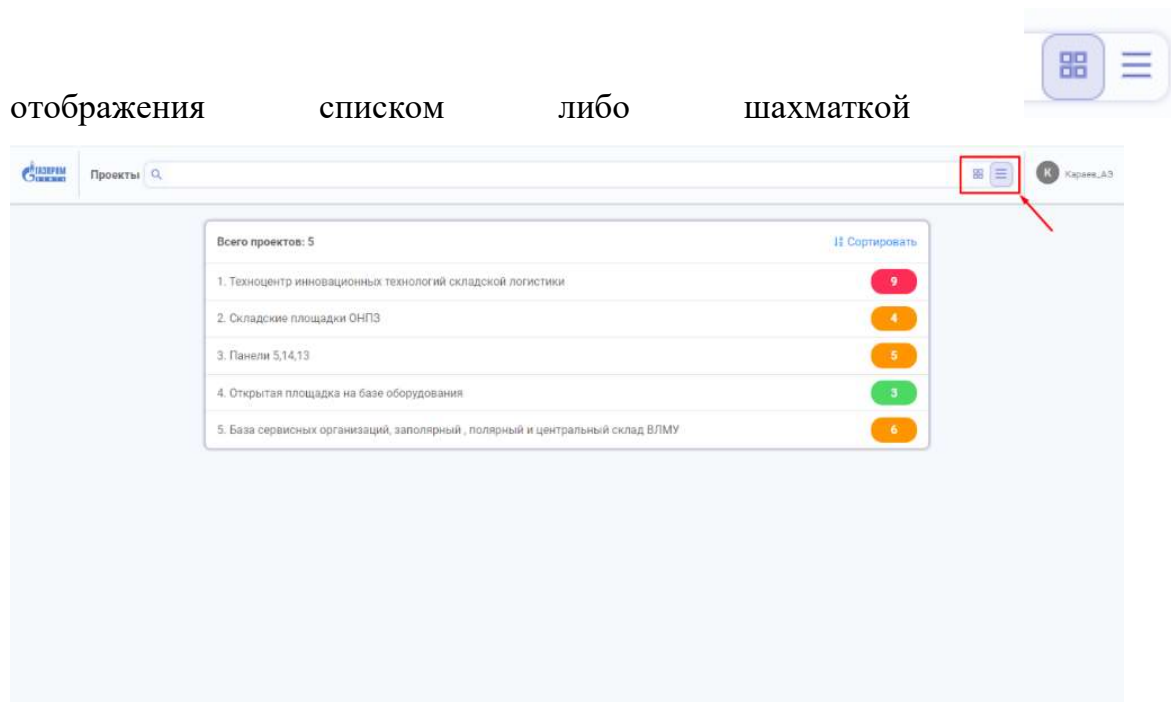 отображения списком либо шахматкой
ГАЗПРОМ
Проекты
К
Караев_АЭ
Всего проектов: 5
Сортировать
1. Техноцентр инновационных технологий складской логистики
9
2. Складские площадки ОНПЗ
4
3. Панели 5,14,13
5
4. Открытая площадка на базе оборудования
3
5. База сервисных организаций, заполярный , полярный и центральный склад ВЛМУ
6